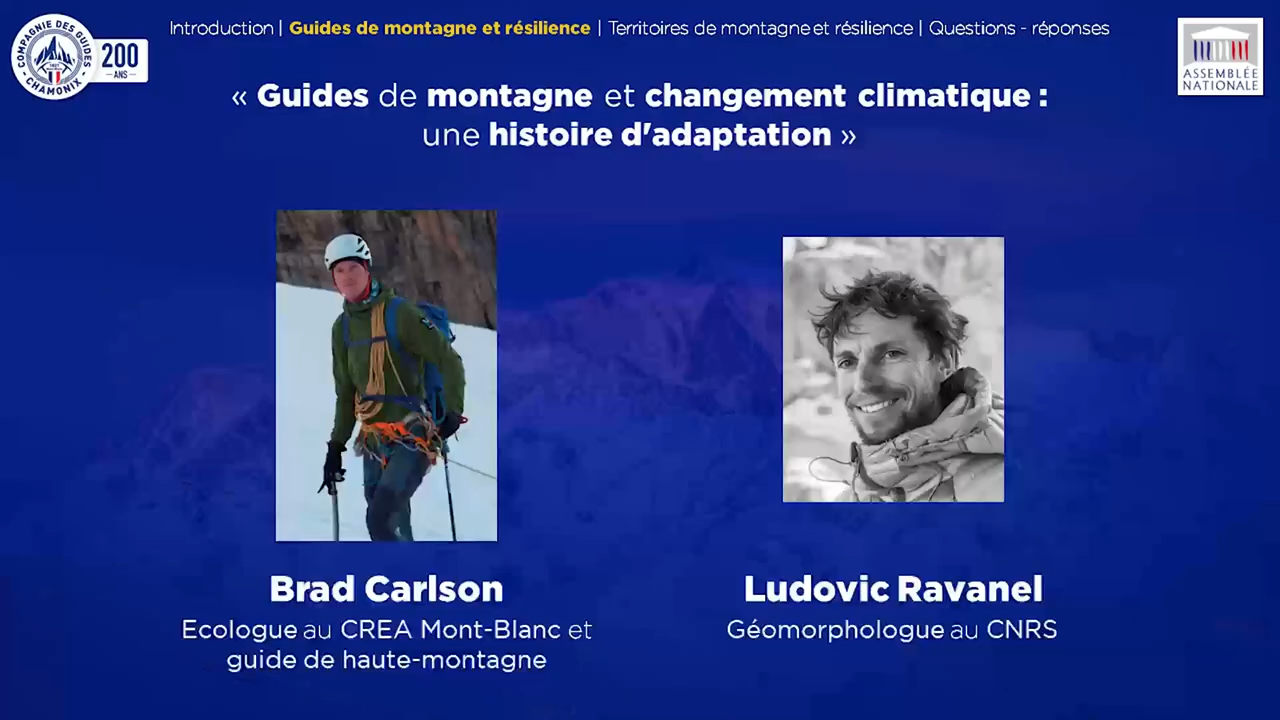 Introduction | Guides de montagne et résilience | Territoires de montagne et résilience | Questions - réponses
COMPAGNIE DES GUIDES
CHAMONIX
200
ANS
ASSEMBLÉE
NATIONALE
« Guides de montagne et changement climatique :
une histoire d'adaptation »
Brad Carlson
Ecologue au CREA Mont-Blanc et
guide de haute-montagne
Ludovic Ravanel
Géomorphologue au CNRS